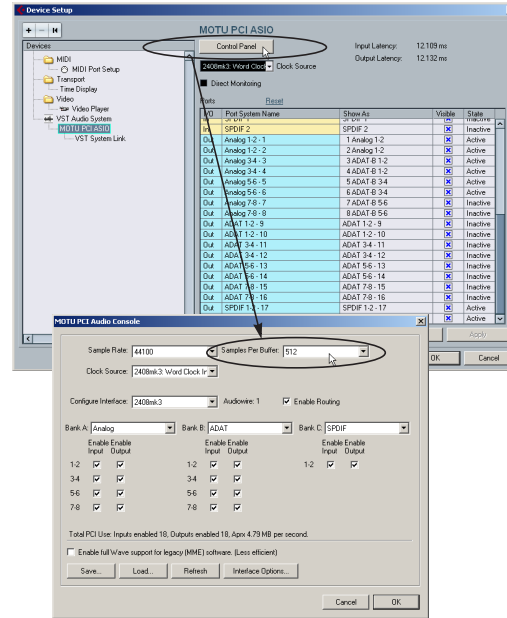 Device Setup
+ - |◄
Devices
MIDI
MIDI Port Setup
Transport
Time Display
Video
Video Player
VST Audio System
MOTU PCI ASIO
VST System Link
MOTU PCI ASIO
Control Panel
Input Latency: 12.109 ms
Output Latency: 12.132 ms
2408mk3: Word Clock Clock Source
Direct Monitoring
Ports Reset
I/O Port System Name Show As Visible State
In SPDIF 2 SPDIF 2 Inactive
Out Analog 1-2 - 1 1 Analog 1-2 Active
Out Analog 1-2 - 2 2 Analog 1-2 Active
Out Analog 3-4 - 3 3 ADAT-B 1-2 Active
Out Analog 3-4 - 4 4 ADAT-B 1-2 Active
Out Analog 5-6 - 5 5 ADAT-B 3-4 Inactive
Out Analog 5-6 - 6 6 ADAT-B 3-4 Inactive
Out Analog 7-8 - 7 7 ADAT-B 5-6 Inactive
Out Analog 7-8 - 8 8 ADAT-B 5-6 Inactive
Out ADAT 1-2 - 9 ADAT 1-2 - 9 Inactive
Out ADAT 1-2 - 10 ADAT 1-2 - 10 Inactive
Out ADAT 3-4 - 11 ADAT 3-4 - 11 Inactive
Out ADAT 3-4 - 12 ADAT 3-4 - 12 Inactive
Out ADAT 5-6 - 13 ADAT 5-6 - 13 Inactive
Out ADAT 5-6 - 14 ADAT 5-6 - 14 Inactive
Out ADAT 7-8 - 15 ADAT 7-8 - 15 Inactive
Out ADAT 7-8 - 16 ADAT 7-8 - 16 Inactive
Out SPDIF 1-2 - 17 SPDIF 1-2 - 17 Active
Active
Apply
OK Cancel
MOTU PCI Audio Console
Sample Rate: 44100 Samples Per Buffer: 512
Clock Source: 2408mk3: Word Clock Ir
Configure Interface: 2408mk3 Audiowire: 1 Enable Routing
Bank A: Analog Bank B: ADAT Bank C: SPDIF
Enable Enable Enable Enable Enable Enable
Input Output Input Output Input Output
1-2 1-2 1-2
3-4 3-4
5-6 5-6
7-8 7-8
Total PCI Use: Inputs enabled 18, Outputs enabled 18, Aprx 4.79 MB per second.
Enable full Wave support for legacy (MME) software. (Less efficient)
Save... Load... Refresh Interface Options...
Cancel OK